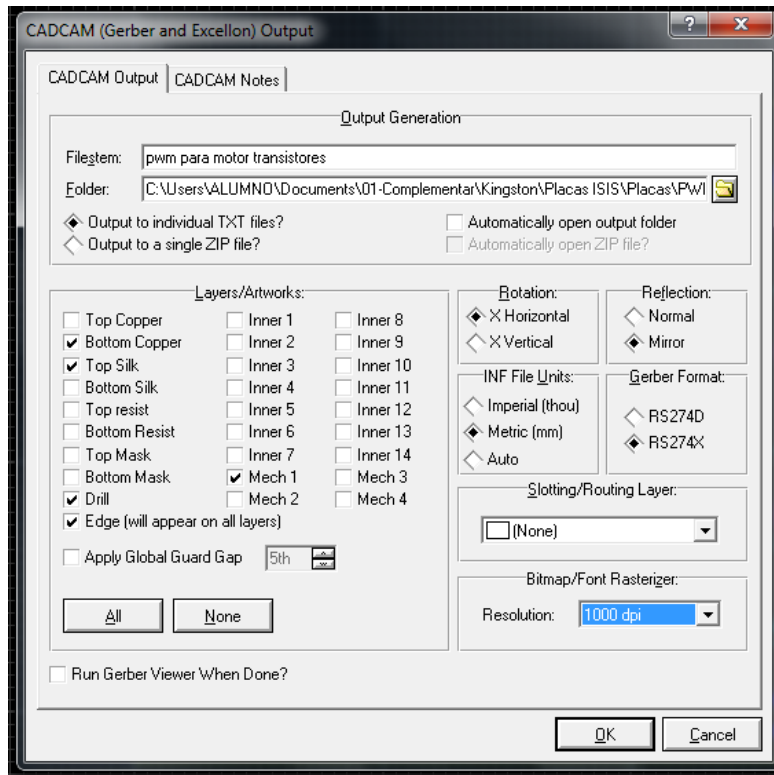 CADCAM (Gerber and Excellon) Output
? X
CADCAM Output CADCAM Notes
Output Generation
Filestem: pwm para motor transistores
Folder: C:\Users\ALUMNO\Documents\01-Complementar\Kingston\Placas ISIS\Placas\PWI
Output to individual TXT files? Automatically open output folder
Output to a single ZIP file? Automatically open ZIP file?
Layers/Artworks:
Top Copper Inner 1 Inner 8
Bottom Copper Inner 2 Inner 9
Top Silk Inner 3 Inner 10
Bottom Silk Inner 4 Inner 11
Top resist Inner 5 Inner 12
Bottom Resist Inner 6 Inner 13
Top Mask Inner 7 Inner 14
Bottom Mask Mech 1 Mech 3
Drill Mech 2 Mech 4
Edge (will appear on all layers)
Apply Global Guard Gap 5th
All None
Rotation:
X Horizontal
X Vertical
Reflection:
Normal
Mirror
INF File Units:
Imperial (thou)
Metric (mm)
Auto
Gerber Format:
RS274D
RS274X
Slotting/Routing Layer:
(None)
Bitmap/Font Rasterizer:
Resolution: 1000 dpi
Run Gerber Viewer When Done?
OK Cancel